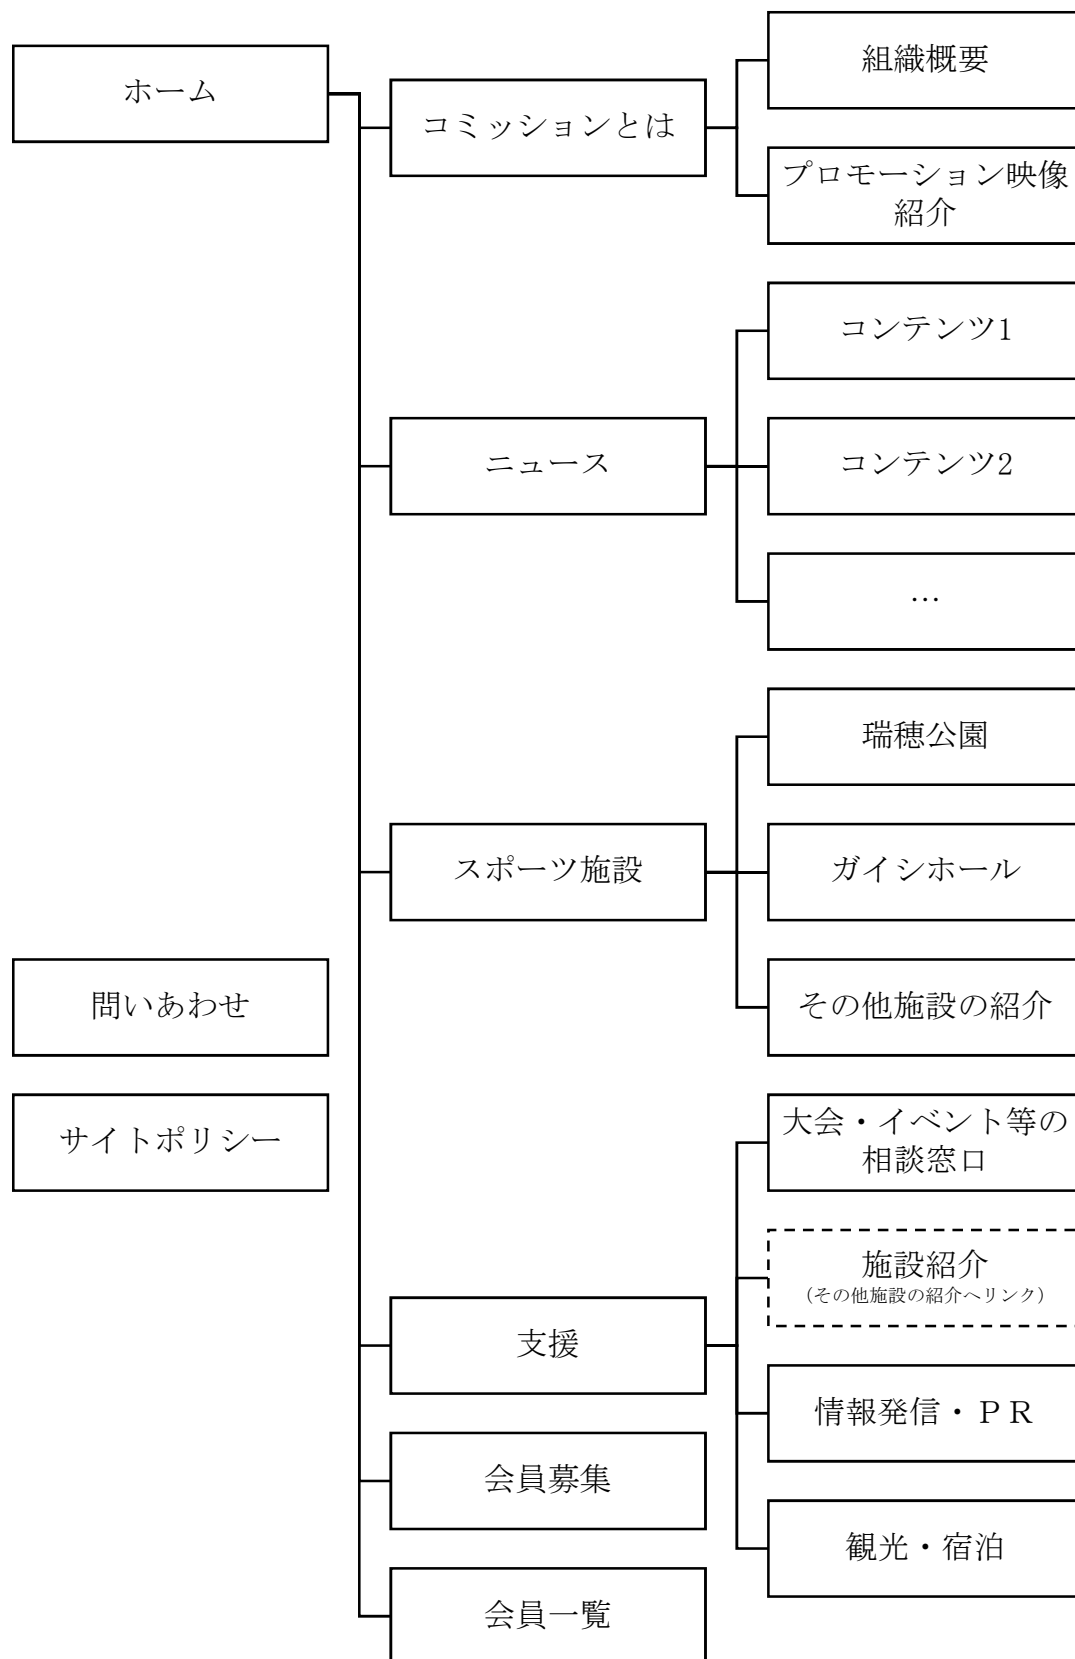 ホーム
コミッションとは
組織概要
プロモーション映像
紹介
ニュース
コンテンツ1
コンテンツ2
…
スポーツ施設
瑞穂公園
ガイシホール
その他施設の紹介
支援
大会・イベント等の
相談窓口
施設紹介
（その他施設の紹介へリンク）
情報発信・ＰＲ
観光・宿泊
会員募集
会員一覧
問いあわせ
サイトポリシー